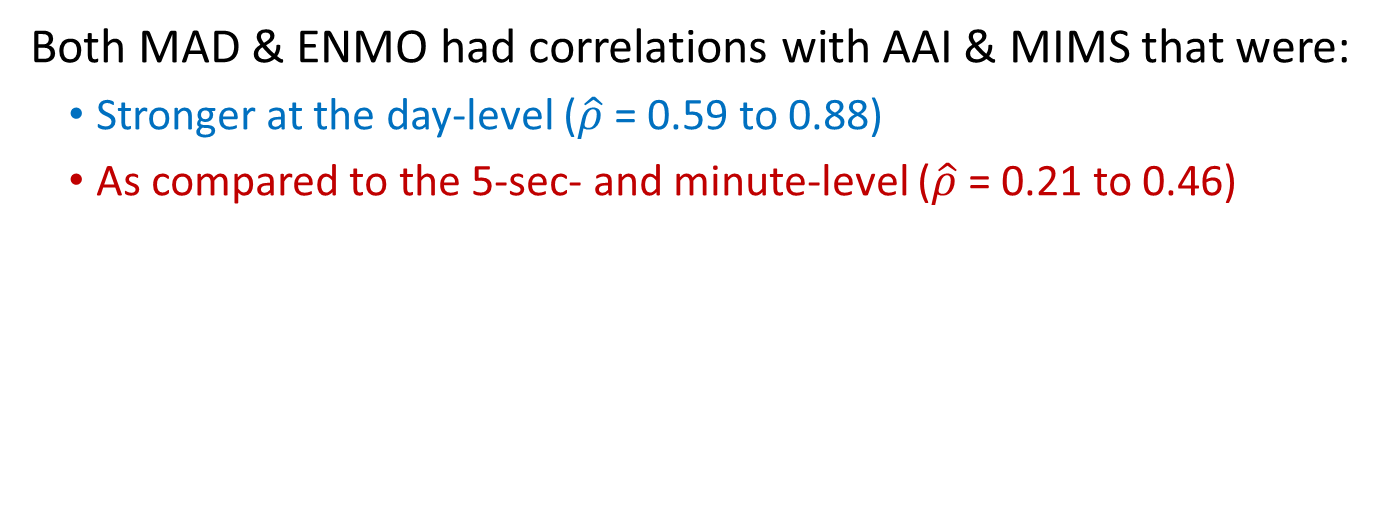 Both MAD & ENMO had correlations with AAI & MIMS that were:
• Stronger at the day-level (ρ̂ = 0.59 to 0.88)
• As compared to the 5-sec- and minute-level (ρ̂ = 0.21 to 0.46)